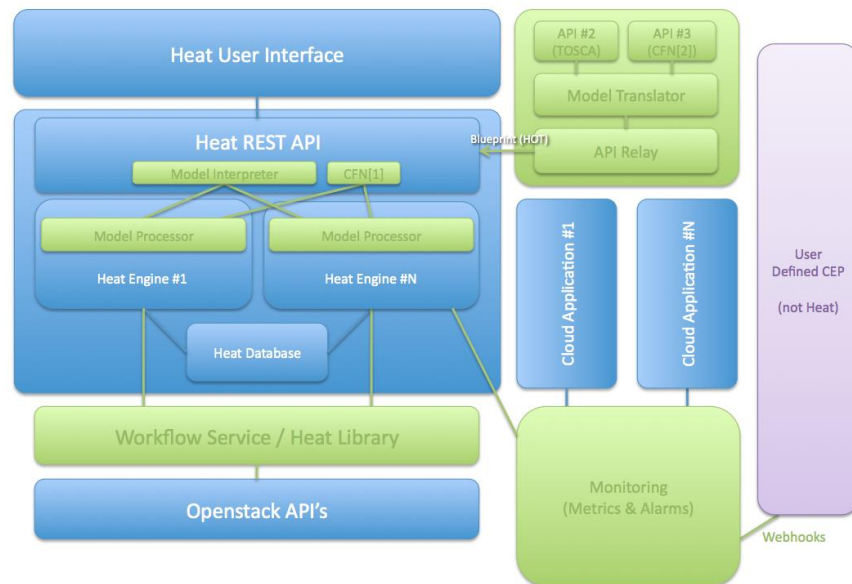 Heat User Interface
API #2
(TOSCA)
API #3
(CFN[2])
Model Translator
Heat REST API
Blueprint (HOT)
API Relay
Model Interpreter
CFN[1]
Model Processor
Model Processor
Heat Engine #1
Heat Engine #N
Heat Database
Cloud Application #1
Cloud Application #N
User
Defined CEP
(not Heat)
Workflow Service / Heat Library
Openstack API's
Monitoring
(Metrics & Alarms)
Webhooks